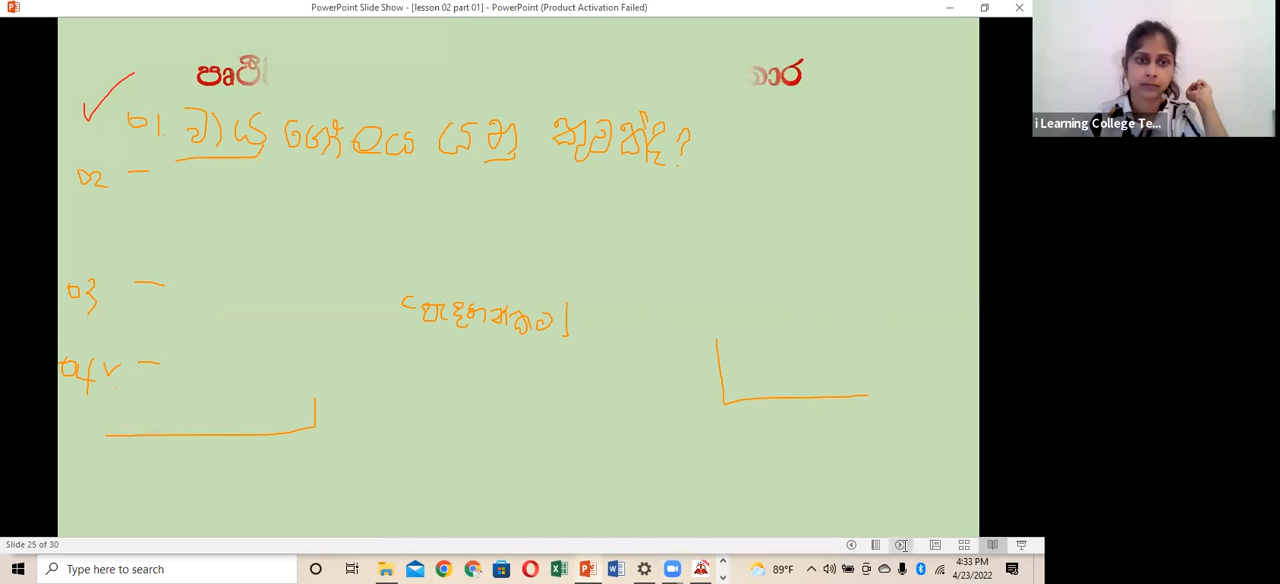 PowerPoint Slide Show - [lesson 02 part 01] - PowerPoint (Product Activation Failed)
පෘථි
කාර
01. වායු ගෝලය යනු කුමක්ද?
02 –
03 –
04 –
i Learning College Te...
Slide 25 of 30
Type here to search
89°F
4:33 PM
4/23/2022